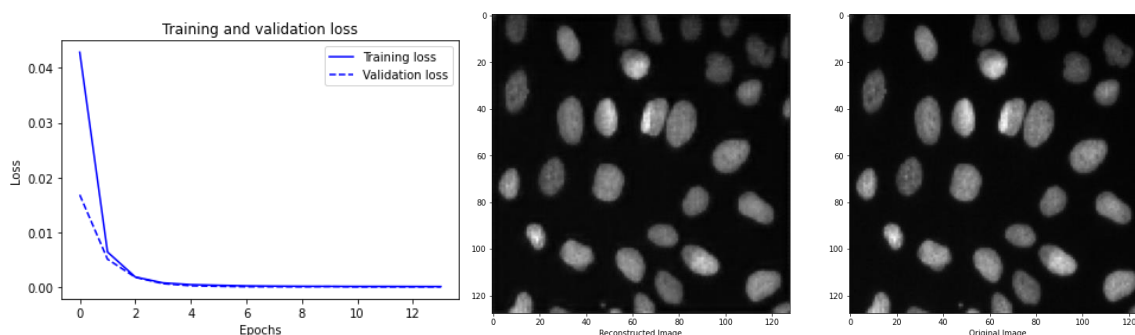 Training and validation loss
Training loss
Validation loss
Loss
0.04
0.03
0.02
0.01
0.00
0 2 4 6 8 10 12
Epochs
0
20
40
60
80
100
120
0 20 40 60 80 100 120
Reconstructed Image
0
20
40
60
80
100
120
0 20 40 60 80 100 120
Original Image